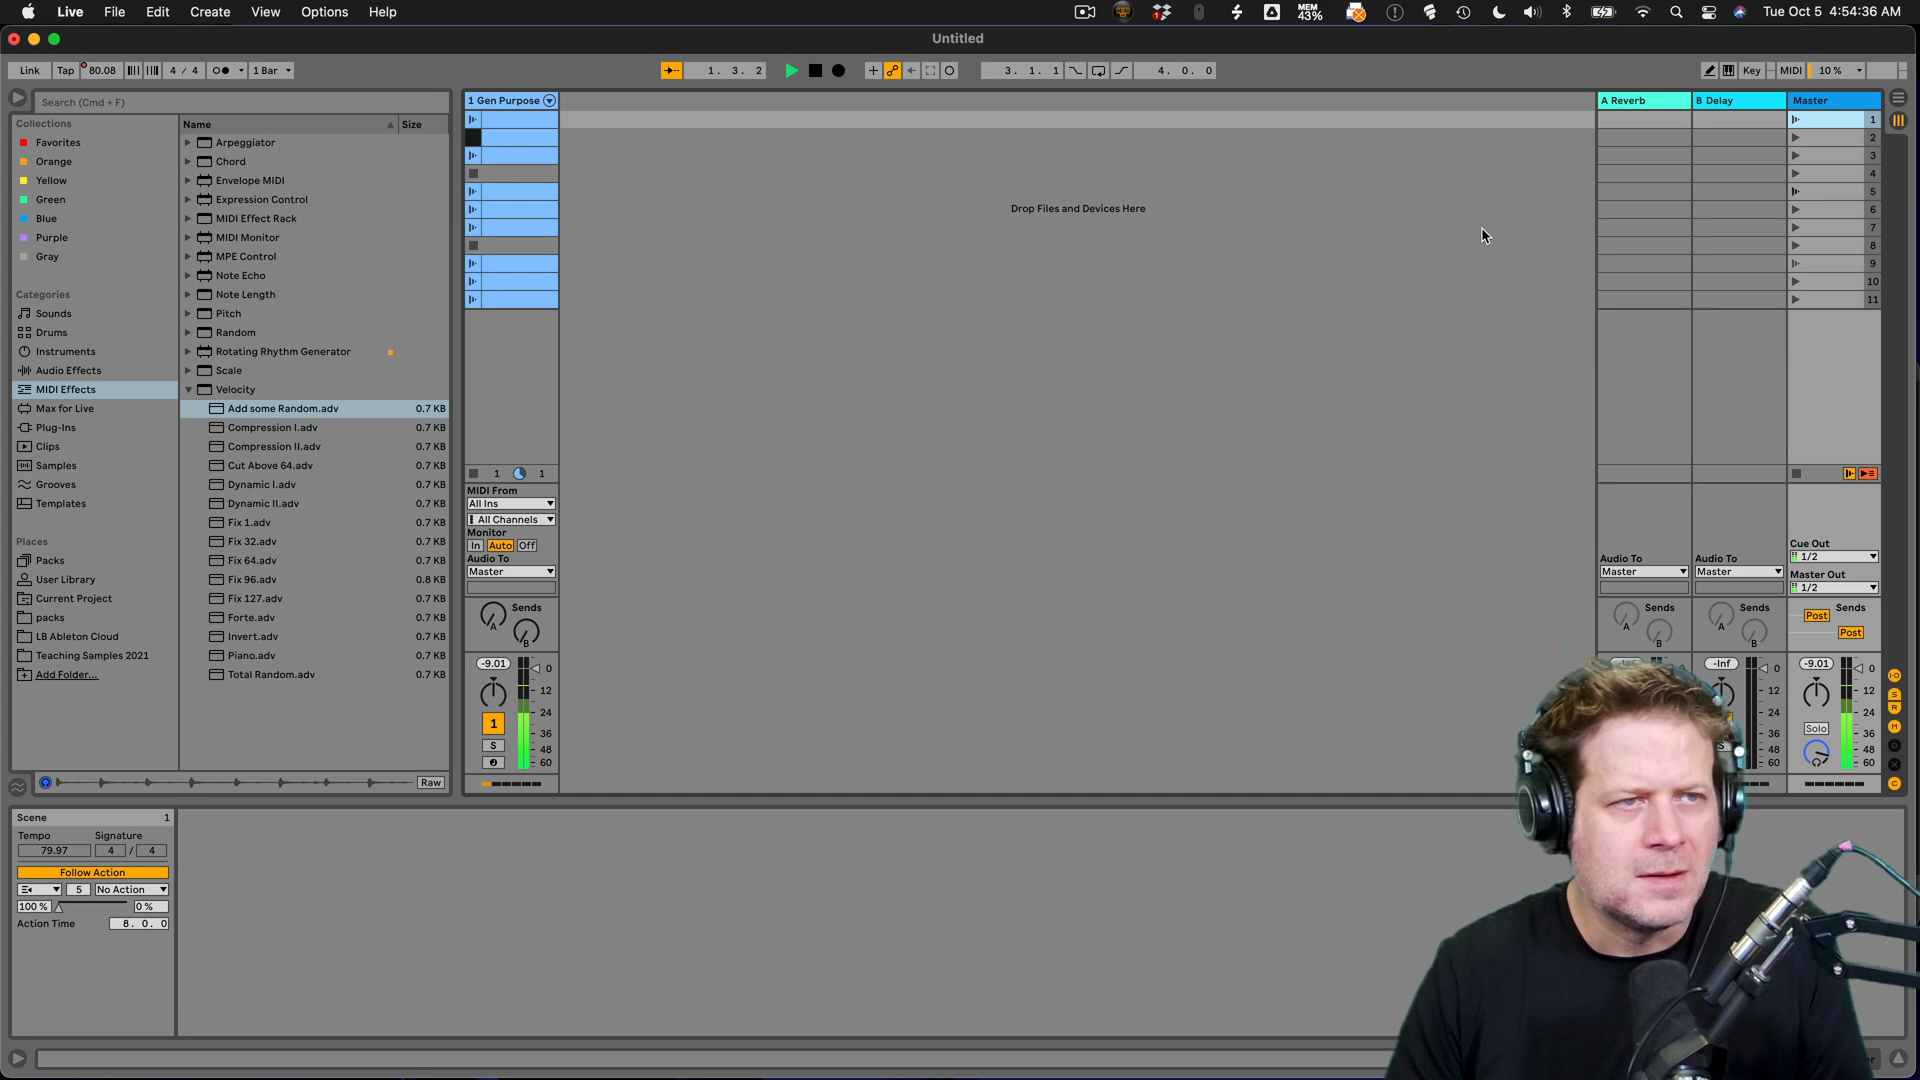 Live File Edit Create View Options Help MEM 43% Tue Oct 5 4:54:36 AM
Untitled
Link Tap 80.08 4 / 4 1 Bar 1. 3. 2 3. 1. 1 4. 0. 0 Key MIDI 10 %
Search (Cmd + F)
Collections
Favorites
Orange
Yellow
Green
Blue
Purple
Gray
Categories
Sounds
Drums
Instruments
Audio Effects
MIDI Effects
Max for Live
Plug-Ins
Clips
Samples
Grooves
Templates
Places
Packs
User Library
Current Project
packs
LB Ableton Cloud
Teaching Samples 2021
Add Folder...
Name Size
Arpeggiator
Chord
Envelope MIDI
Expression Control
MIDI Effect Rack
MIDI Monitor
MPE Control
Note Echo
Note Length
Pitch
Random
Rotating Rhythm Generator
Scale
Velocity
Add some Random.adv 0.7 KB
Compression I.adv 0.7 KB
Compression II.adv 0.7 KB
Cut Above 64.adv 0.7 KB
Dynamic I.adv 0.7 KB
Dynamic II.adv 0.7 KB
Fix 1.adv 0.7 KB
Fix 32.adv 0.7 KB
Fix 64.adv 0.7 KB
Fix 96.adv 0.8 KB
Fix 127.adv 0.7 KB
Forte.adv 0.7 KB
Invert.adv 0.7 KB
Piano.adv 0.7 KB
Total Random.adv 0.7 KB
Raw
1 Gen Purpose
1 1
MIDI From
All Ins
All Channels
Monitor
In Auto Off
Audio To
Master
Sends
A
B
-9.01 0
12
1 24
36
S 48
60
Drop Files and Devices Here
A Reverb B Delay Master
1
2
3
4
5
6
7
8
9
10
11
Audio To
Master
Sends
A
B
Audio To
Master
Sends
A
B
-Inf 0
12
24
36
S 48
60
Cue Out
1/2
Master Out
1/2
Sends
Post
Post
-9.01 0
12
24
Solo 36
48
60
I·O
S
R
M
D
X
C
Scene 1
Tempo Signature
79.97 4 / 4
Follow Action
5 No Action
100 % 0 %
Action Time 8. 0. 0